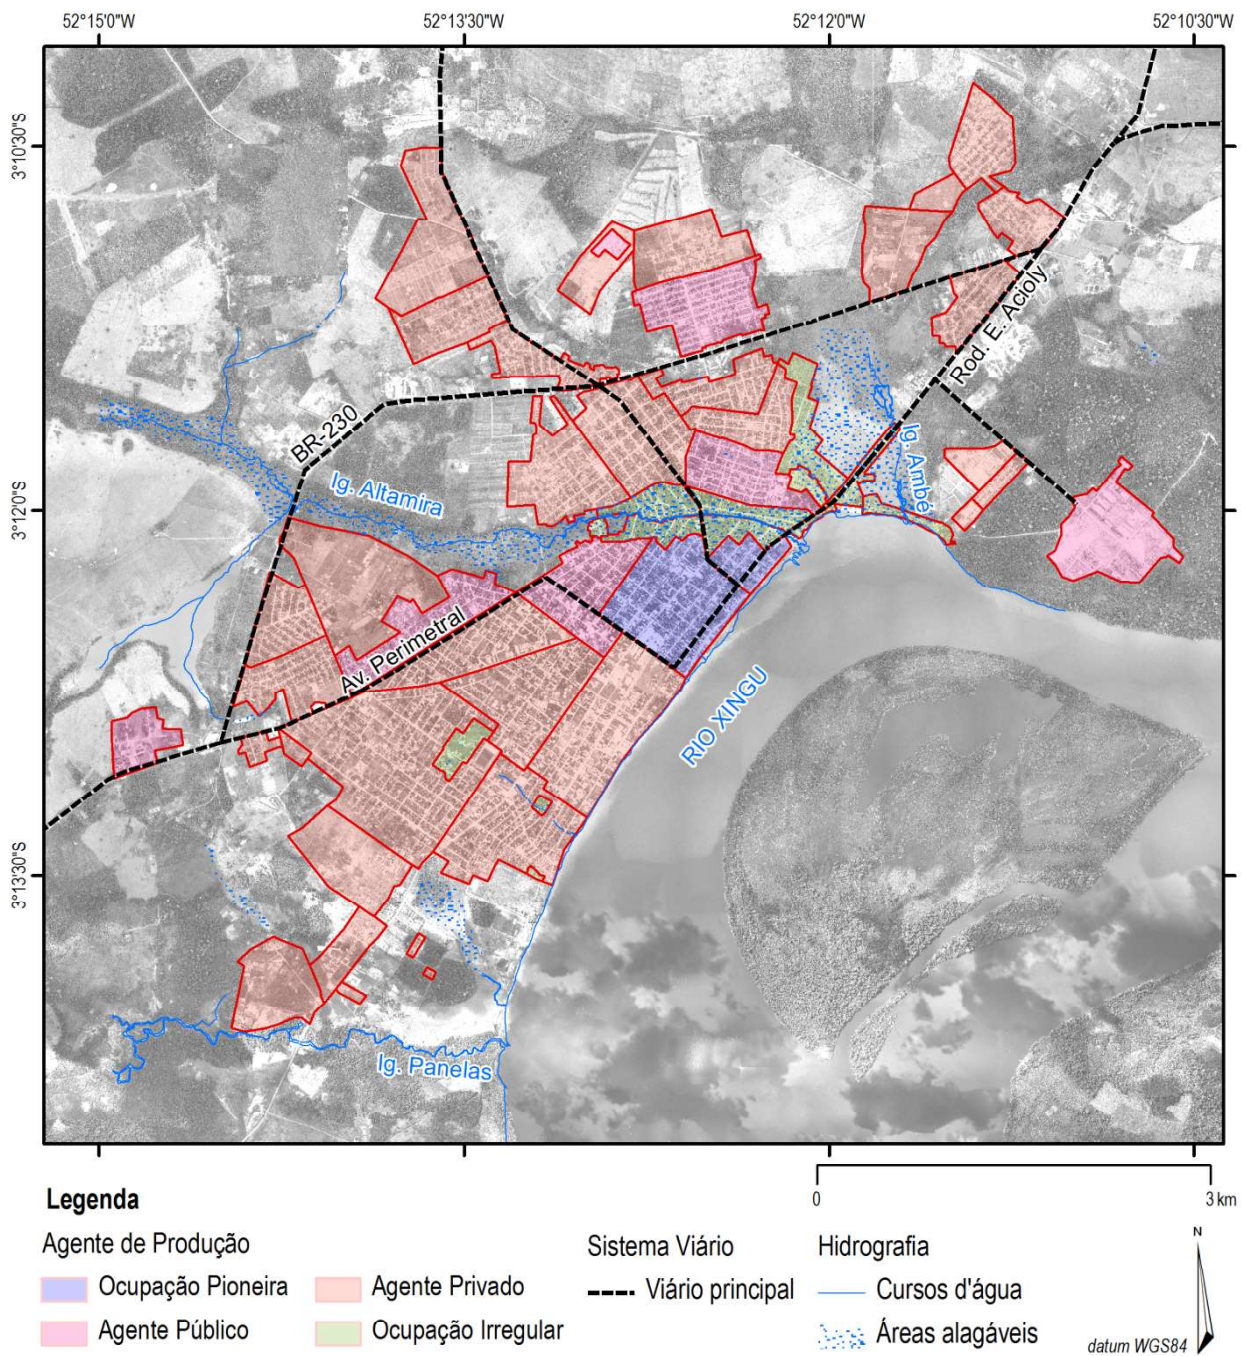 52°15'0"W
52°13'30"W
52°12'0"W
52°10'30"W
3°10'30"S
3°12'0"S
3°13'30"S
Rod. E. Acioly
BR-230
Ig. Altamira
Ig. Ambé
Av. Perimetral
RIO XINGU
Ig. Panelas
0
3 km
Legenda
Agente de Produção
Ocupação Pioneira
Agente Público
Agente Privado
Ocupação Irregular
Sistema Viário
Viário principal
Hidrografia
Cursos d'água
Áreas alagáveis
N
datum WGS84